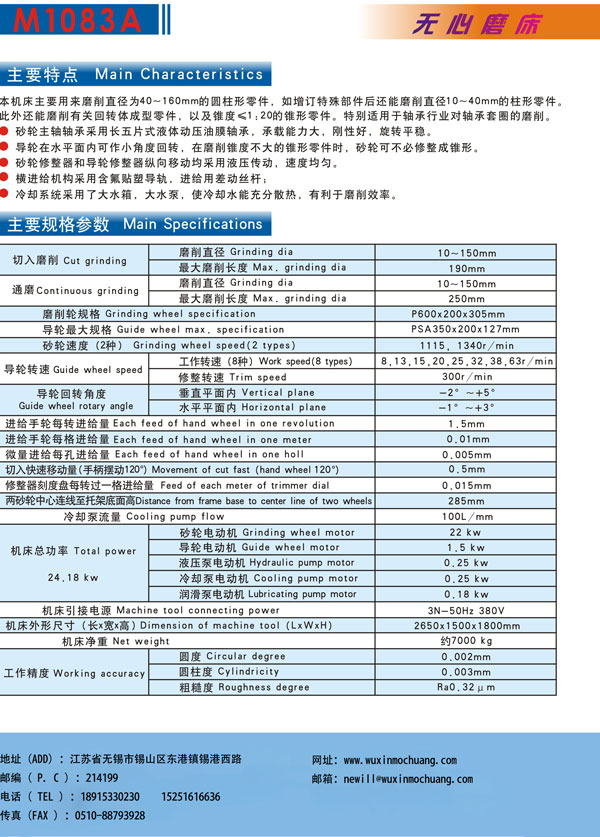 M1083A
无心磨床
主要特点 Main Characteristics
本机床主要用来磨削直径为40~160mm的圆柱形零件，如增订特殊部件后还能磨削直径10~40mm的柱形零件。
此外还能磨削有关回转体成型零件，以及锥度≤1:20的锥形零件。特别适用于轴承行业对轴承套圈的磨削。
● 砂轮主轴轴承采用长五片式液体动压油膜轴承，承载能力大，刚性好，旋转平稳。
● 导轮在水平面内可作小角度回转，在磨削锥度不大的锥形零件时，砂轮可不必修整成锥形。
● 砂轮修整器和导轮修整器纵向移动均采用液压传动，速度均匀。
● 横进给机构采用含氟贴塑导轨，进给用差动丝杆；
● 冷却系统采用了大水箱，大水泵，使冷却水能充分散热，有利于磨削效率。
主要规格参数 Main Specifications
切入磨削 Cut grinding
磨削直径 Grinding dia 10~150mm
最大磨削长度 Max. grinding dia 190mm
通磨Continuous grinding
磨削直径 Grinding dia 10~150mm
最大磨削长度 Max. grinding dia 250mm
磨削轮规格 Grinding wheel specification P600x200x305mm
导轮最大规格 Guide wheel max. specification PSA350x200x127mm
砂轮速度（2种） Grinding wheel speed(2 types) 1115, 1340r/min
导轮转速 Guide wheel speed
工作转速（8种）Work speed(8 types) 8,13,15,20,25,32,38,63r/min
修整转速 Trim speed 300r/min
导轮回转角度
Guide wheel rotary angle
垂直平面内 Vertical plane −2° ~+5°
水平平面内 Horizontal plane −1° ~+3°
进给手轮每转进给量 Each feed of hand wheel in one revolution 1.5mm
进给手轮每格进给量 Each feed of hand wheel in one meter 0.01mm
微量进给每孔进给量 Each feed of hand wheel in one holl 0.005mm
切入快速移动量(手柄摆动120°) Movement of cut fast (hand wheel 120°) 0.5mm
修整器刻度盘每转过一格进给量 Feed of each meter of trimmer dial 0.015mm
两砂轮中心连线至托架底面高Distance from frame base to center line of two wheels 285mm
冷却泵流量 Cooling pump flow 100L/mm
机床总功率 Total power
24.18 kw
砂轮电动机 Grinding wheel motor 22 kw
导轮电动机 Guide wheel motor 1.5 kw
液压泵电动机 Hydraulic pump motor 0.25 kw
冷却泵电动机 Cooling pump motor 0.25 kw
润滑泵电动机 Lubricating pump motor 0.18 kw
机床引接电源 Machine tool connecting power 3N-50Hz 380V
机床外形尺寸（长x宽x高）Dimension of machine tool (LxWxH) 2650x1500x1800mm
机床净重 Net weight 约7000 kg
工作精度 Working accuracy
圆度 Circular degree 0.002mm
圆柱度 Cylindricity 0.003mm
粗糙度 Roughness degree Ra0.32μm
地址（ADD）：江苏省无锡市锡山区东港镇锡港西路
网址：www.wuxinmochuang.com
邮编（ P. C ）：214199
邮箱：newill@wuxinmochuang.com
电话（ TEL ）：18915330230 15251616636
传真（FAX ）：0510-88793928